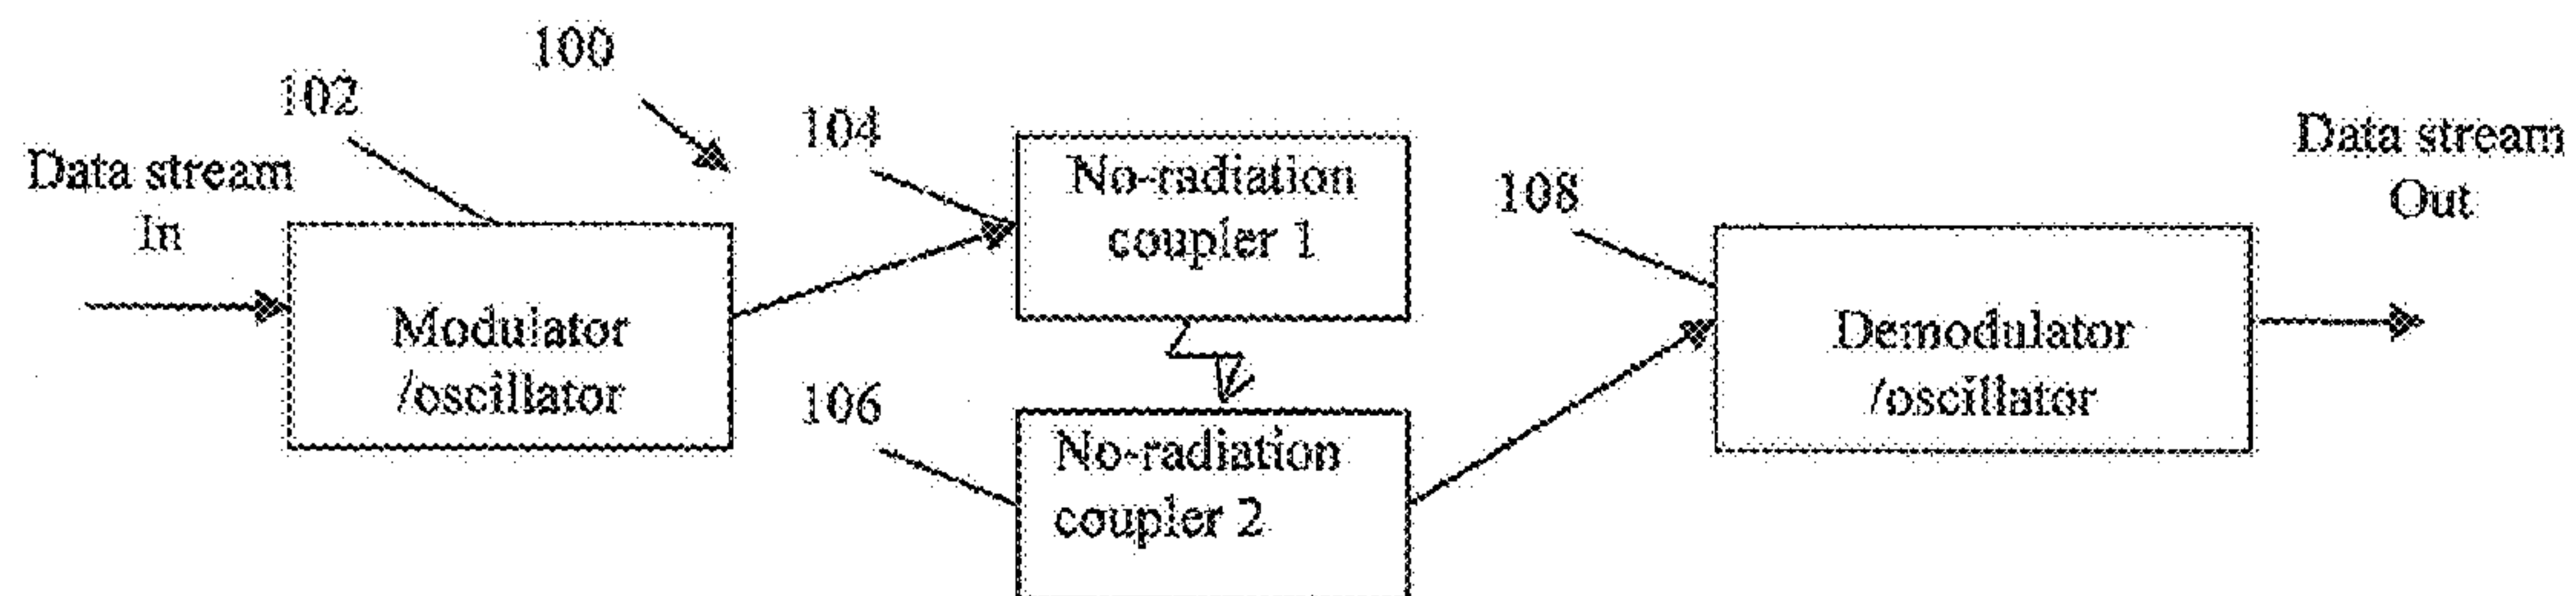 100
102
104
Data stream
In
Modulator
/oscillator
No-radiation
coupler 1
106
No-radiation
coupler 2
108
Demodulator
/oscillator
Data stream
Out